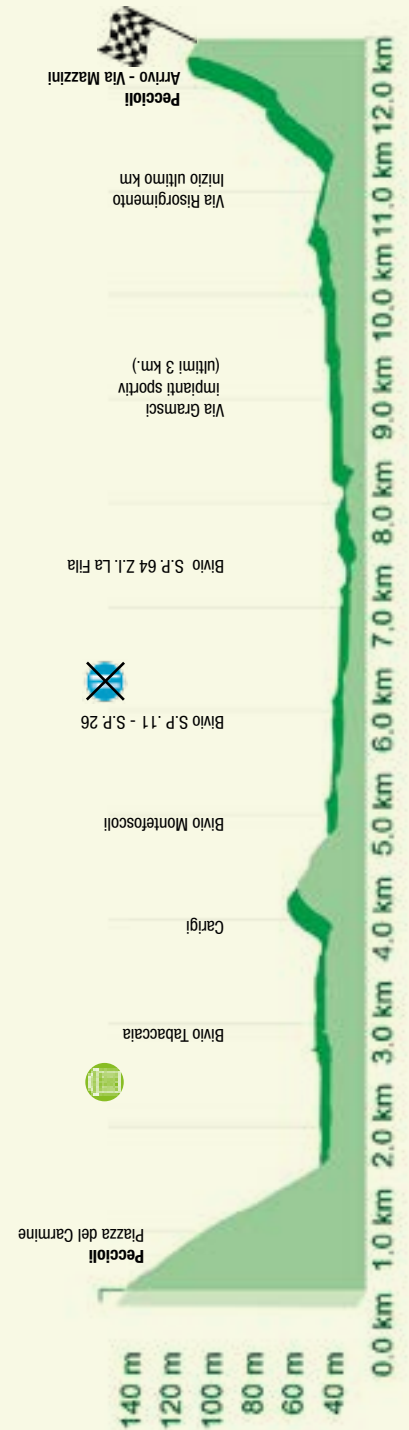 Peccioli
Arrivo - Via Mazzini
Via Risorgimento
Inizio ultimo km
Via Gramsci
impianti sportiv
(ultimi 3 km.)
Bivio S.P. 64 Z.I. La Fila
Bivio S.P .11 - S.P. 26
Bivio Montefoscoli
Carigi
Bivio Tabaccaia
Peccioli
Piazza del Carmine
140 m
120 m
100 m
80 m
60 m
40 m
0.0 km 1.0 km 2.0 km 3.0 km 4.0 km 5.0 km 6.0 km 7.0 km 8.0 km 9.0 km 10.0 km 11.0 km 12.0 km